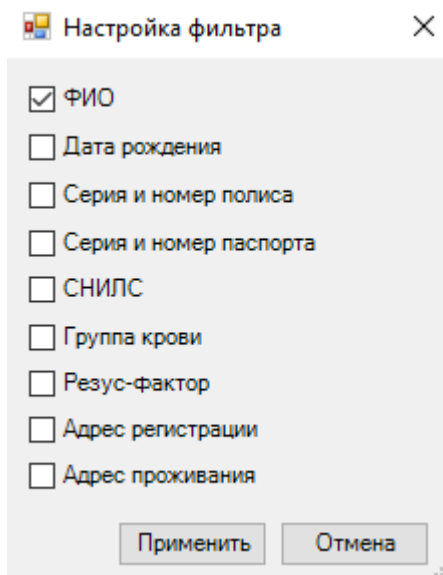 Настройка фильтра
ФИО
Дата рождения
Серия и номер полиса
Серия и номер паспорта
СНИЛС
Группа крови
Резус-фактор
Адрес регистрации
Адрес проживания
Применить Отмена